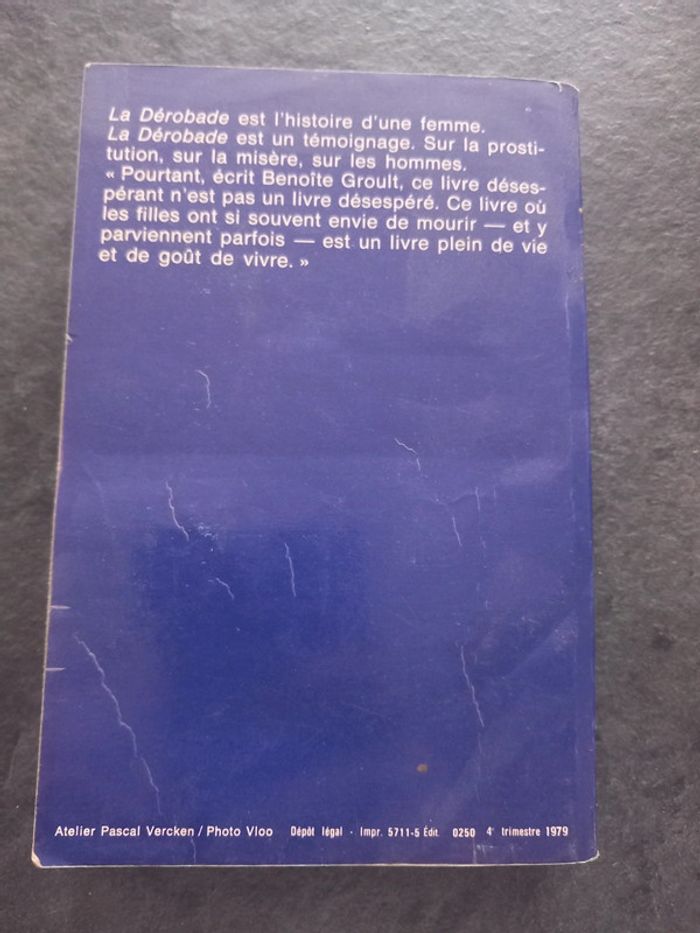 La Dérobade est l'histoire d'une femme.
La Dérobade est un témoignage. Sur la prosti-
tution, sur la misère, sur les hommes.
« Pourtant, écrit Benoîte Groult, ce livre déses-
pérant n'est pas un livre désespéré. Ce livre où
les filles ont si souvent envie de mourir — et y
parviennent parfois — est un livre plein de vie
et de goût de vivre. »
Atelier Pascal Vercken / Photo Vloo Dépôt légal - Impr. 5711-5 Édit. 0250 4e trimestre 1979